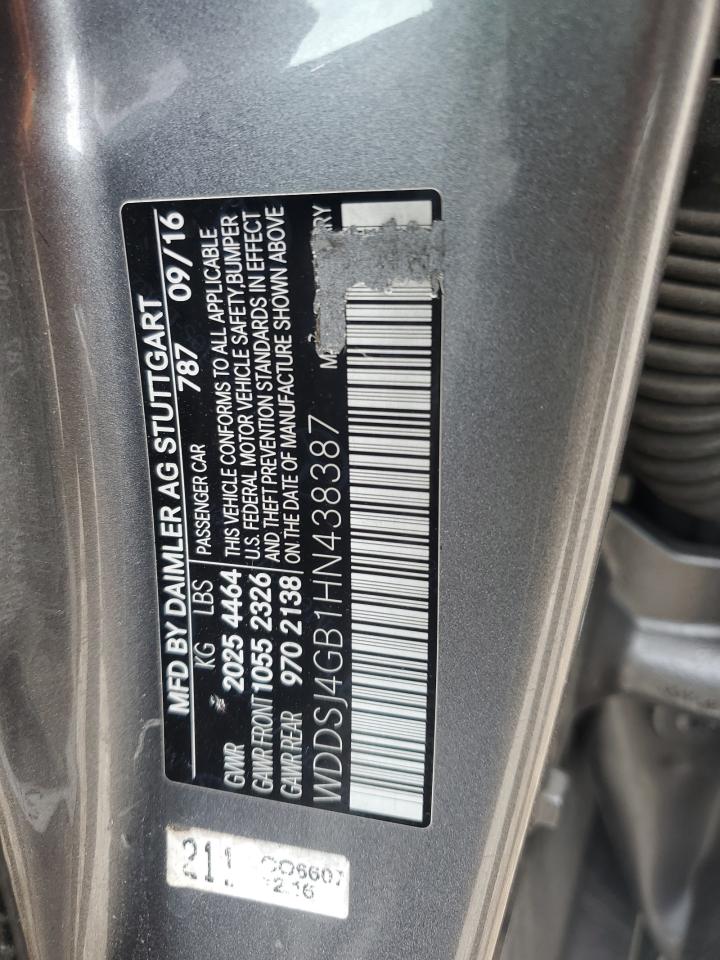 MFD BY DAIMLER AG STUTTGART
787 09/16
KG LBS PASSENGER CAR
GVWR 2025 4464
GAWR FRONT 1055 2326
GAWR REAR 970 2138
THIS VEHICLE CONFORMS TO ALL APPLICABLE
U.S. FEDERAL MOTOR VEHICLE SAFETY,BUMPER
AND THEFT PREVENTION STANDARDS IN EFFECT
ON THE DATE OF MANUFACTURE SHOWN ABOVE
WDDSJ4GB1HN438387